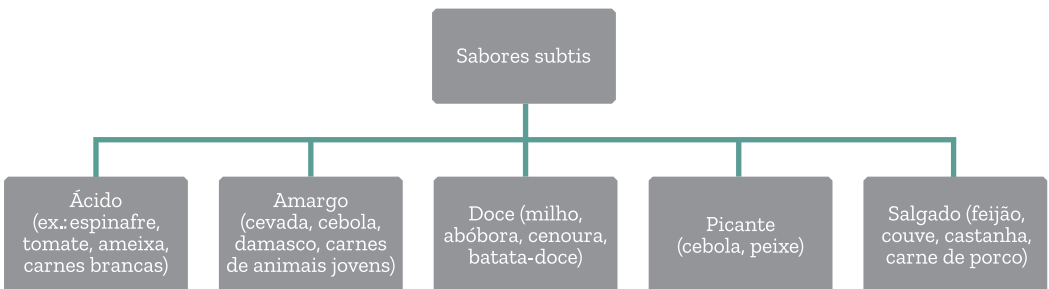 Sabores subtis
Ácido
(ex.: espinafre,
tomate, ameixa,
carnes brancas)
Amargo
(cevada, cebola,
damasco, carnes
de animais jovens)
Doce (milho,
abóbora, cenoura,
batata-doce)
Picante
(cebola, peixe)
Salgado (feijão,
couve, castanha,
carne de porco)